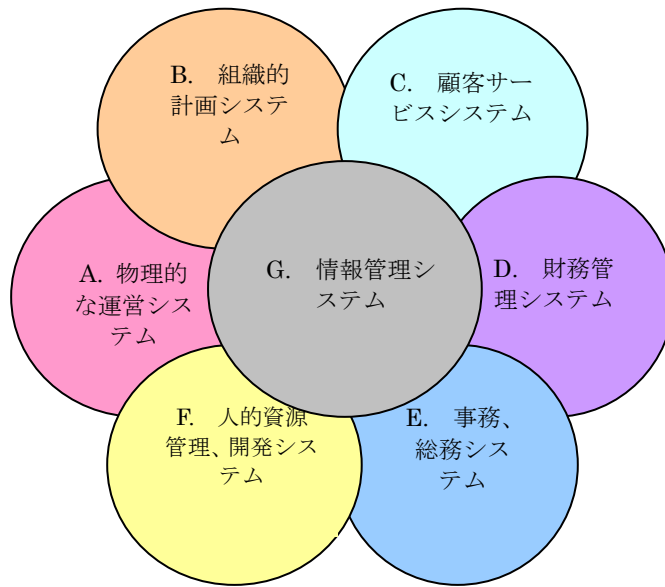 B.　組織的
計画システ
ム
C.　顧客サー
ビスシステム
A. 物理的
な運営シス
テム
G.　情報管理シ
ステム
D.　財務管
理システム
F.　人的資源
管理、開発シス
テム
E.　事務、
総務シス
テム